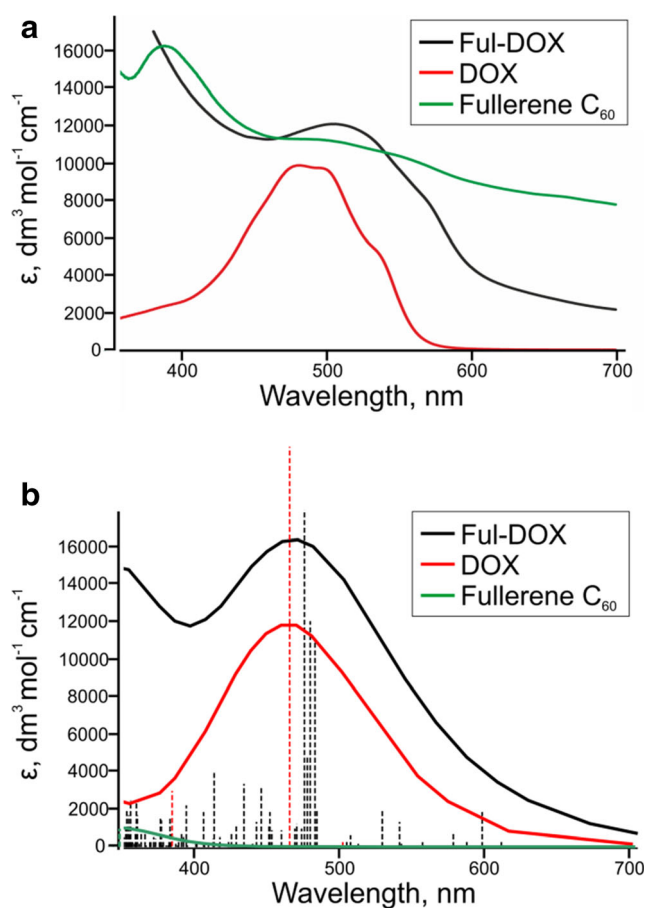 a
16000
14000
12000
10000
8000
6000
4000
2000
0
ε, dm³ mol⁻¹ cm⁻¹
Ful-DOX
DOX
Fullerene C₆₀
400 500 600 700
Wavelength, nm
b
16000
14000
12000
10000
8000
6000
4000
2000
0
ε, dm³ mol⁻¹ cm⁻¹
Ful-DOX
DOX
Fullerene C₆₀
400 500 600 700
Wavelength, nm